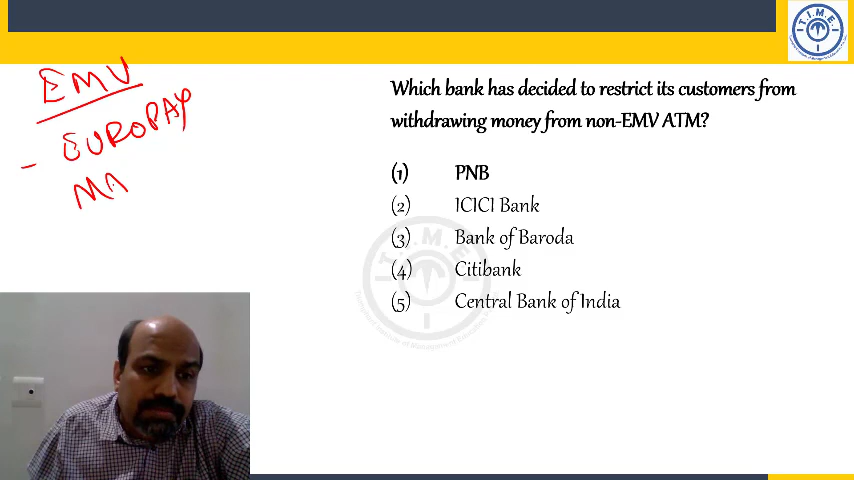 T.I.M.E.
EMV
- EUROPAY
MA
Which bank has decided to restrict its customers from
withdrawing money from non-EMV ATM?
(1) PNB
(2) ICICI Bank
(3) Bank of Baroda
(4) Citibank
(5) Central Bank of India
T.I.M.E.